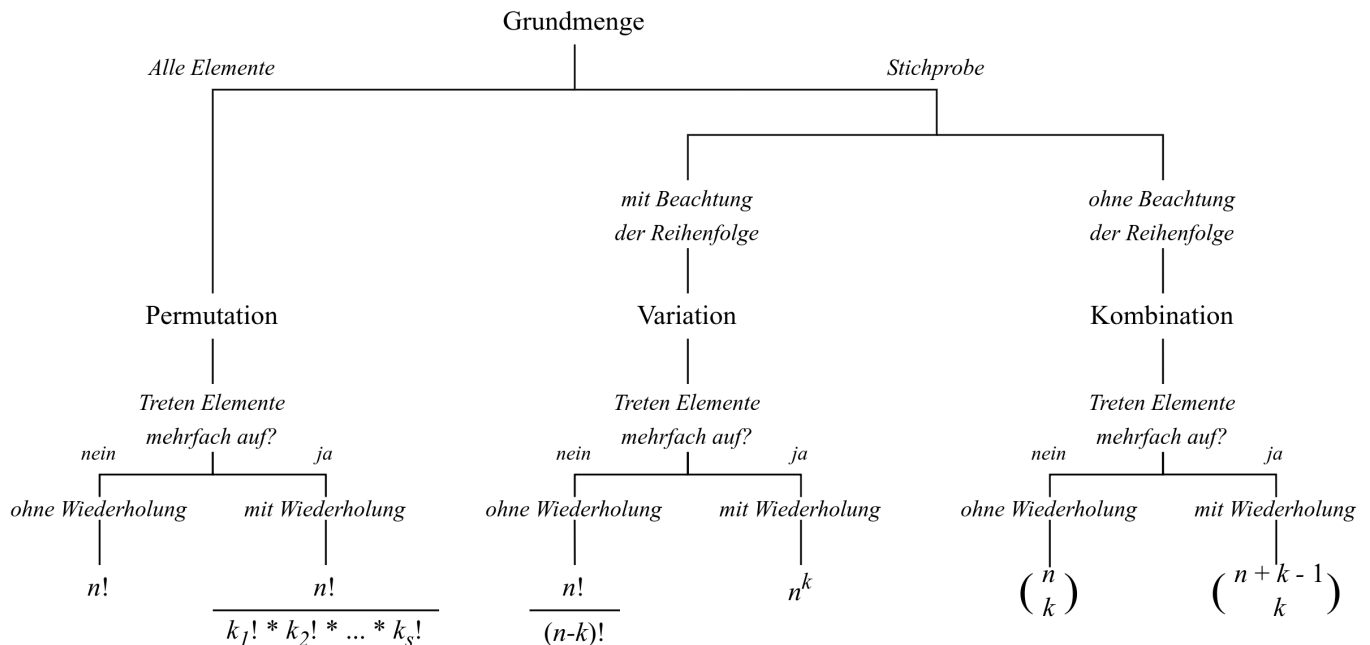 Grundmenge
Alle Elemente
Stichprobe
mit Beachtung
der Reihenfolge
ohne Beachtung
der Reihenfolge
Permutation
Variation
Kombination
Treten Elemente
mehrfach auf?
nein
ja
Treten Elemente
mehrfach auf?
nein
ja
Treten Elemente
mehrfach auf?
nein
ja
ohne Wiederholung
mit Wiederholung
ohne Wiederholung
mit Wiederholung
ohne Wiederholung
mit Wiederholung
n!
n!
k₁! * k₂! * ... * kₛ!
n!
(n-k)!
nᵏ
( n
k )
( n + k - 1
k )